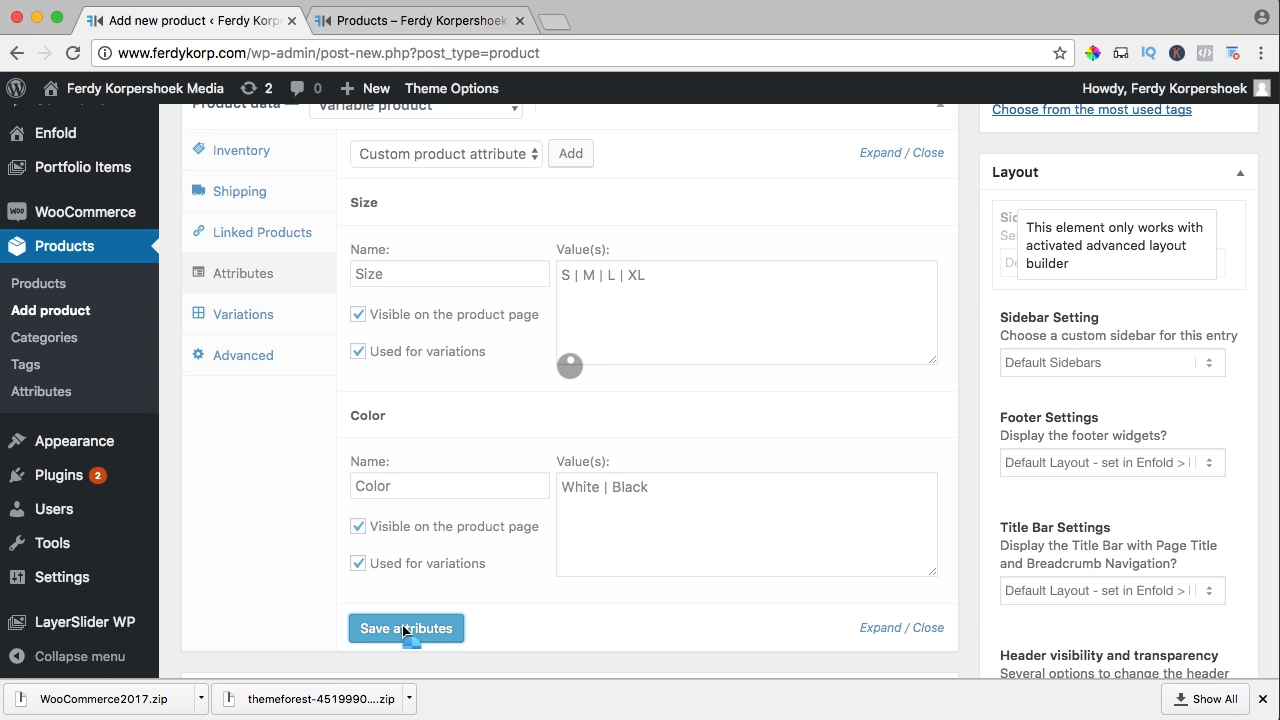 Add new product ‹ Ferdy Korp
Products – Ferdy Korpershoek
www.ferdykorp.com/wp-admin/post-new.php?post_type=product
Ferdy Korpershoek Media
2
0
New
Theme Options
Howdy, Ferdy Korpershoek
Enfold
Portfolio Items
WooCommerce
Products
Products
Add product
Categories
Tags
Attributes
Appearance
Plugins 2
Users
Tools
Settings
LayerSlider WP
Collapse menu
Product data —
Variable product
Inventory
Shipping
Linked Products
Attributes
Variations
Advanced
Custom product attribute
Add
Expand / Close
Size
Name:
Value(s):
Size
S | M | L | XL
Visible on the product page
Used for variations
Color
Name:
Value(s):
Color
White | Black
Visible on the product page
Used for variations
Save attributes
Expand / Close
Choose from the most used tags
Layout
This element only works with
activated advanced layout
builder
Sidebar Setting
Choose a custom sidebar for this entry
Default Sidebars
Footer Settings
Display the footer widgets?
Default Layout - set in Enfold >
Title Bar Settings
Display the Title Bar with Page Title
and Breadcrumb Navigation?
Default Layout - set in Enfold >
Header visibility and transparency
Several options to change the header
WooCommerce2017.zip
themeforest-4519990....zip
Show All